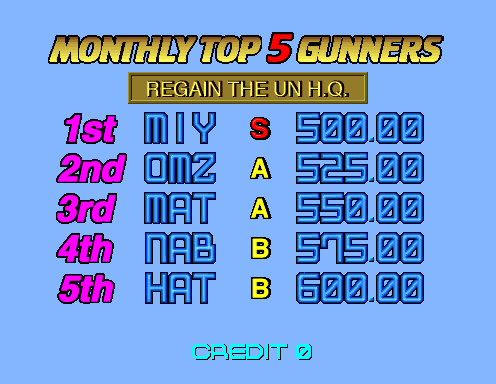 MONTHLY TOP 5 GUNNERS
REGAIN THE UN H.Q.
1st MIY S 500.00
2nd OMZ A 525.00
3rd MAT A 550.00
4th NAB B 575.00
5th HAT B 600.00
CREDIT 0